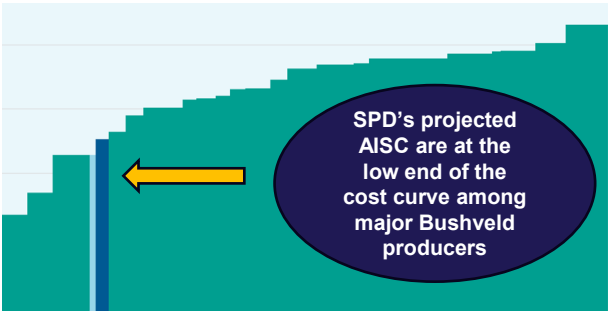 SPD's projected
AISC are at the
low end of the
cost curve among
major Bushveld
producers